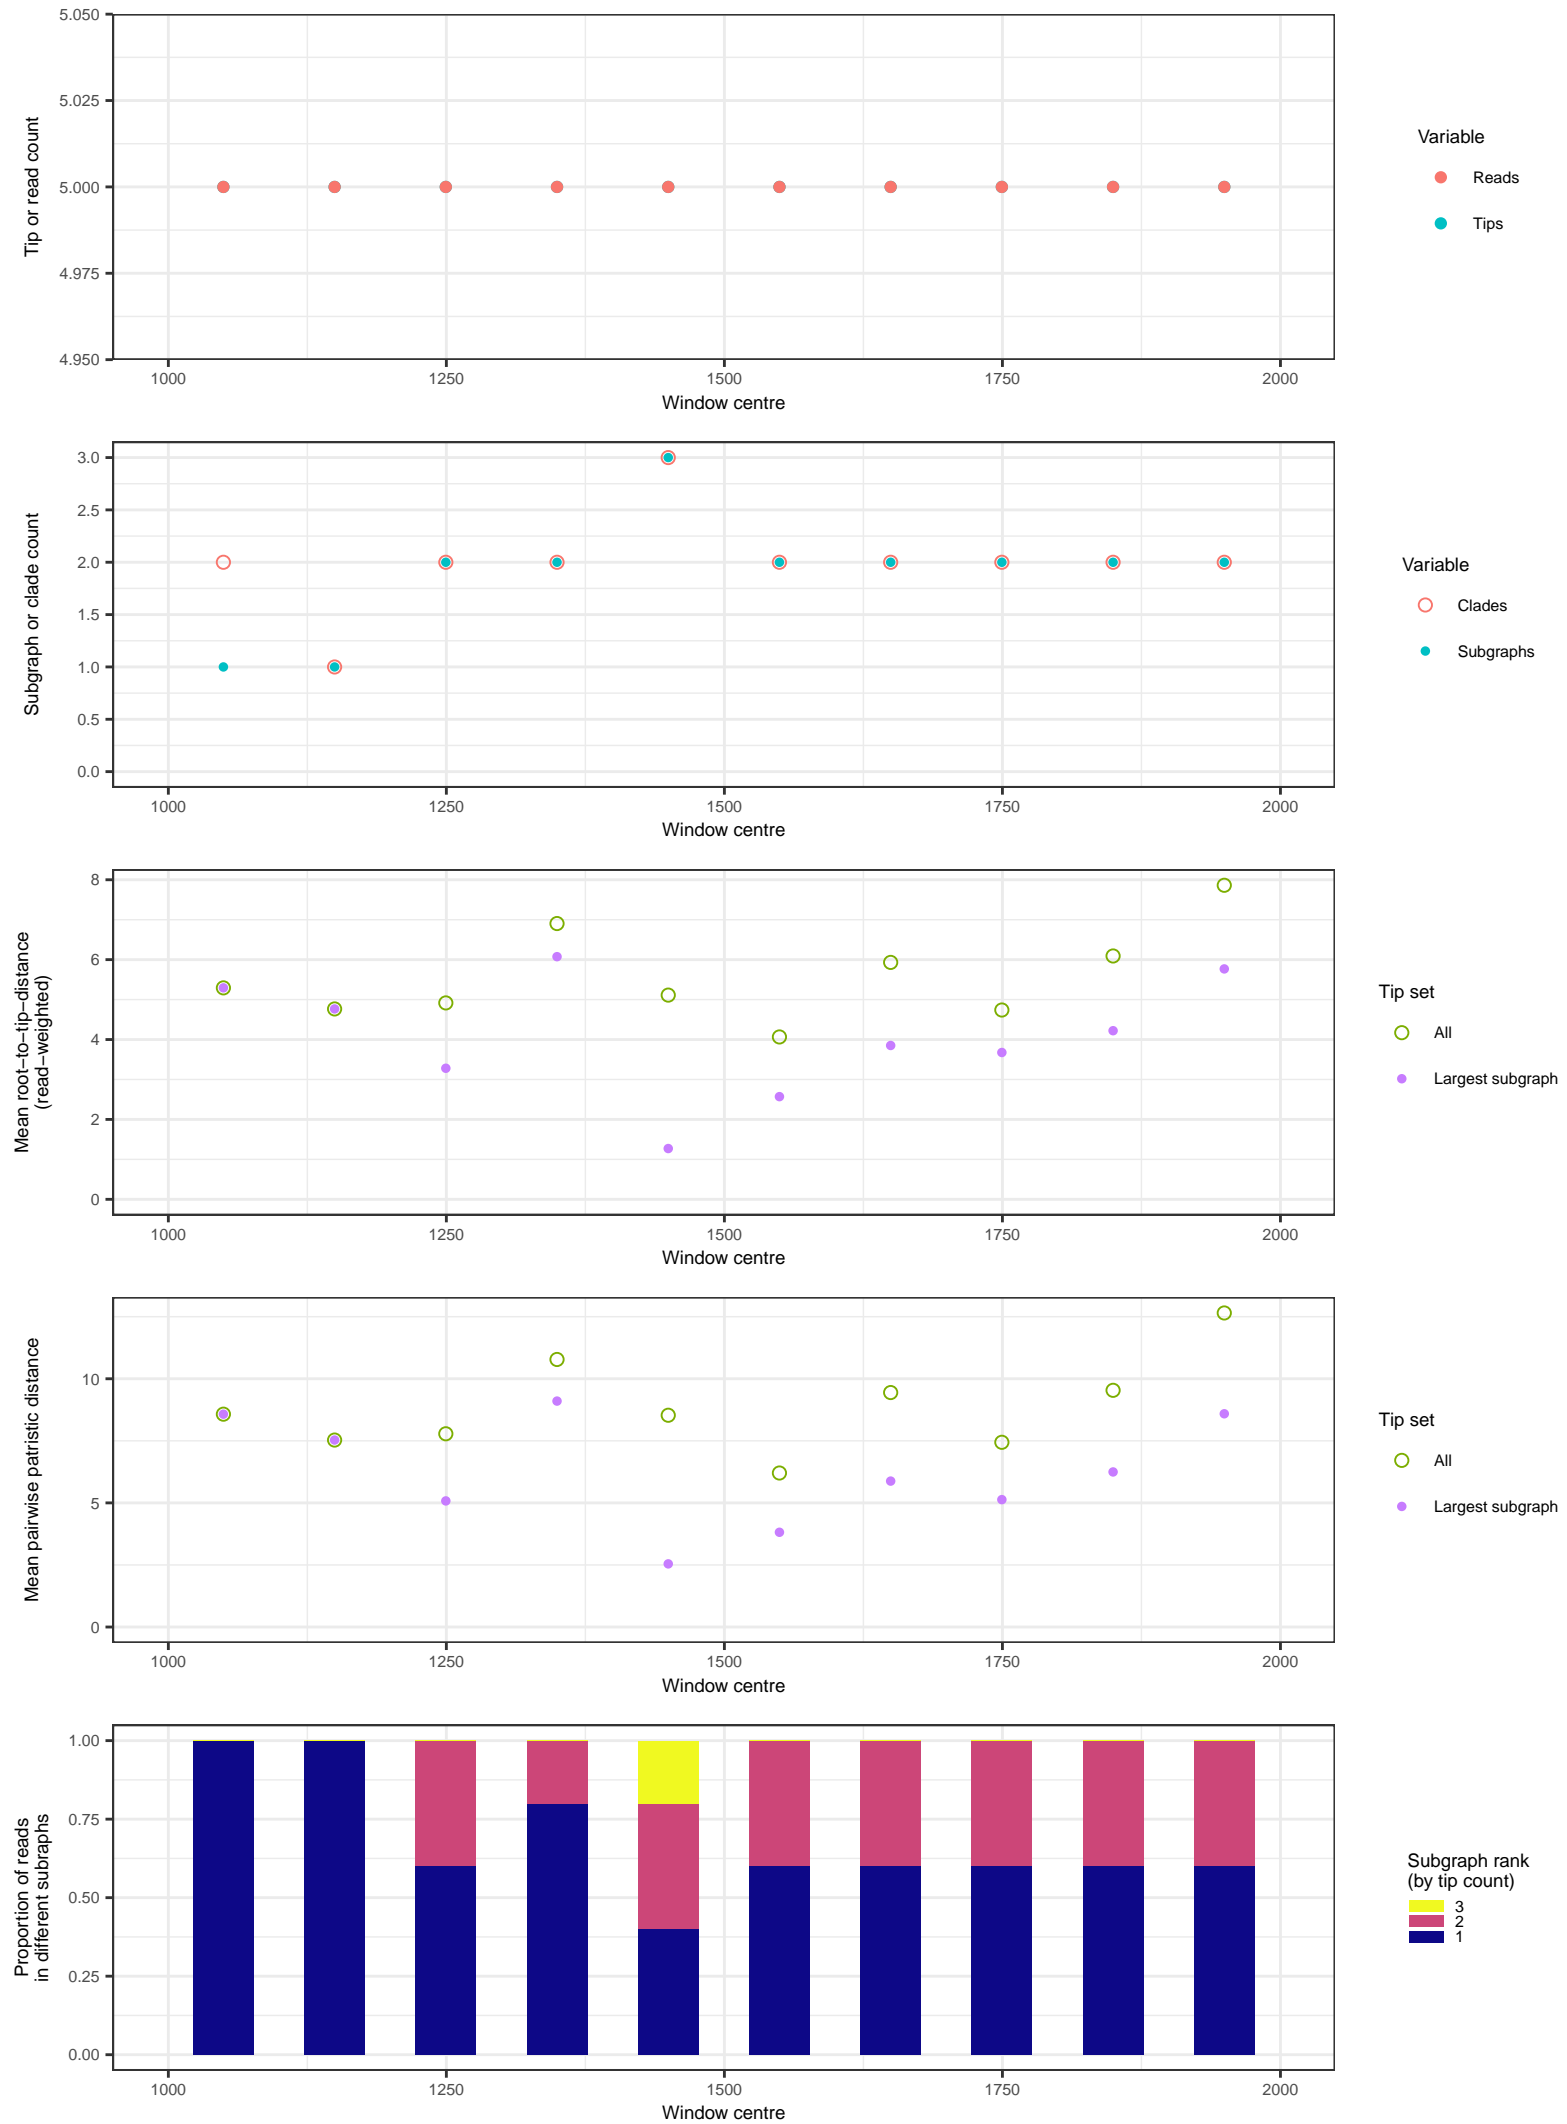 5.050
5.025
5.000
4.975
4.950
Tip or read count
1000 1250 1500 1750 2000
Window centre
Variable
Reads
Tips
3.0
2.5
2.0
1.5
1.0
0.5
0.0
Subgraph or clade count
1000 1250 1500 1750 2000
Window centre
Variable
Clades
Subgraphs
8
6
4
2
0
Mean root−to−tip−distance
(read−weighted)
1000 1250 1500 1750 2000
Window centre
Tip set
All
Largest subgraph
10
5
0
Mean pairwise patristic distance
1000 1250 1500 1750 2000
Window centre
Tip set
All
Largest subgraph
1.00
0.75
0.50
0.25
0.00
Proportion of reads
in different subraphs
1000 1250 1500 1750 2000
Window centre
Subgraph rank
(by tip count)
3
2
1